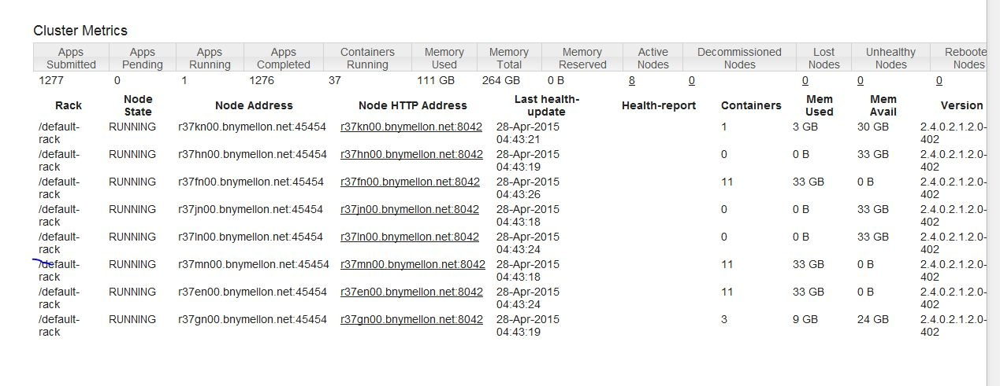 Cluster Metrics
Apps Submitted Apps Pending Apps Running Apps Completed Containers Running Memory Used Memory Total Memory Reserved Active Nodes Decommissioned Nodes Lost Nodes Unhealthy Nodes Reboote Nodes
1277 0 1 1276 37 111 GB 264 GB 0 B 8 0 0 0 0
Rack Node State Node Address Node HTTP Address Last health-update Health-report Containers Mem Used Mem Avail Version
/default-rack RUNNING r37kn00.bnymellon.net:45454 r37kn00.bnymellon.net:8042 28-Apr-2015 04:43:21 1 3 GB 30 GB 2.4.0.2.1.2.0-402
/default-rack RUNNING r37hn00.bnymellon.net:45454 r37hn00.bnymellon.net:8042 28-Apr-2015 04:43:19 0 0 B 33 GB 2.4.0.2.1.2.0-402
/default-rack RUNNING r37fn00.bnymellon.net:45454 r37fn00.bnymellon.net:8042 28-Apr-2015 04:43:26 11 33 GB 0 B 2.4.0.2.1.2.0-402
/default-rack RUNNING r37jn00.bnymellon.net:45454 r37jn00.bnymellon.net:8042 28-Apr-2015 04:43:18 0 0 B 33 GB 2.4.0.2.1.2.0-402
/default-rack RUNNING r37ln00.bnymellon.net:45454 r37ln00.bnymellon.net:8042 28-Apr-2015 04:43:24 0 0 B 33 GB 2.4.0.2.1.2.0-402
/default-rack RUNNING r37mn00.bnymellon.net:45454 r37mn00.bnymellon.net:8042 28-Apr-2015 04:43:18 11 33 GB 0 B 2.4.0.2.1.2.0-402
/default-rack RUNNING r37en00.bnymellon.net:45454 r37en00.bnymellon.net:8042 28-Apr-2015 04:43:24 11 33 GB 0 B 2.4.0.2.1.2.0-402
/default-rack RUNNING r37gn00.bnymellon.net:45454 r37gn00.bnymellon.net:8042 28-Apr-2015 04:43:19 3 9 GB 24 GB 2.4.0.2.1.2.0-402